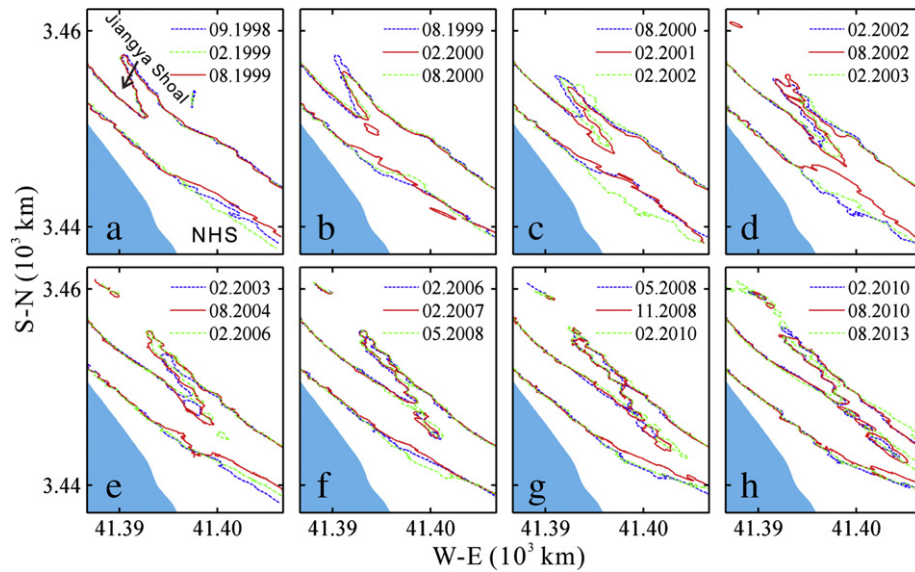 3.46
3.44
3.46
3.44
S-N (10³ km)
Jiangya Shoal
09.1998
02.1999
08.1999
NHS
a
08.1999
02.2000
08.2000
b
08.2000
02.2001
02.2002
c
02.2002
08.2002
02.2003
d
02.2003
08.2004
02.2006
e
02.2006
02.2007
05.2008
f
05.2008
11.2008
02.2010
g
02.2010
08.2010
08.2013
h
41.39 41.40 41.39 41.40 41.39 41.40 41.39 41.40
W-E (10³ km)